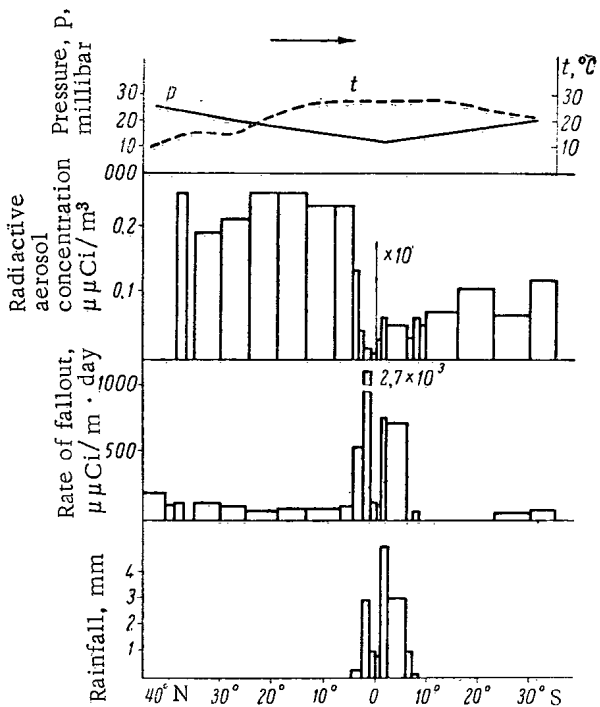 Pressure, p,
millibar
t, °C
p
t
30
20
10
000
30
20
10
Radiactive
aerosol
concentration
μμCi/m³
0.2
0.1
×10
Rate of fallout,
μμCi/m · day
1000
500
2,7×10³
Rainfall, mm
4
3
2
1
40° N 30° 20° 10° 0 10° 20° 30° S